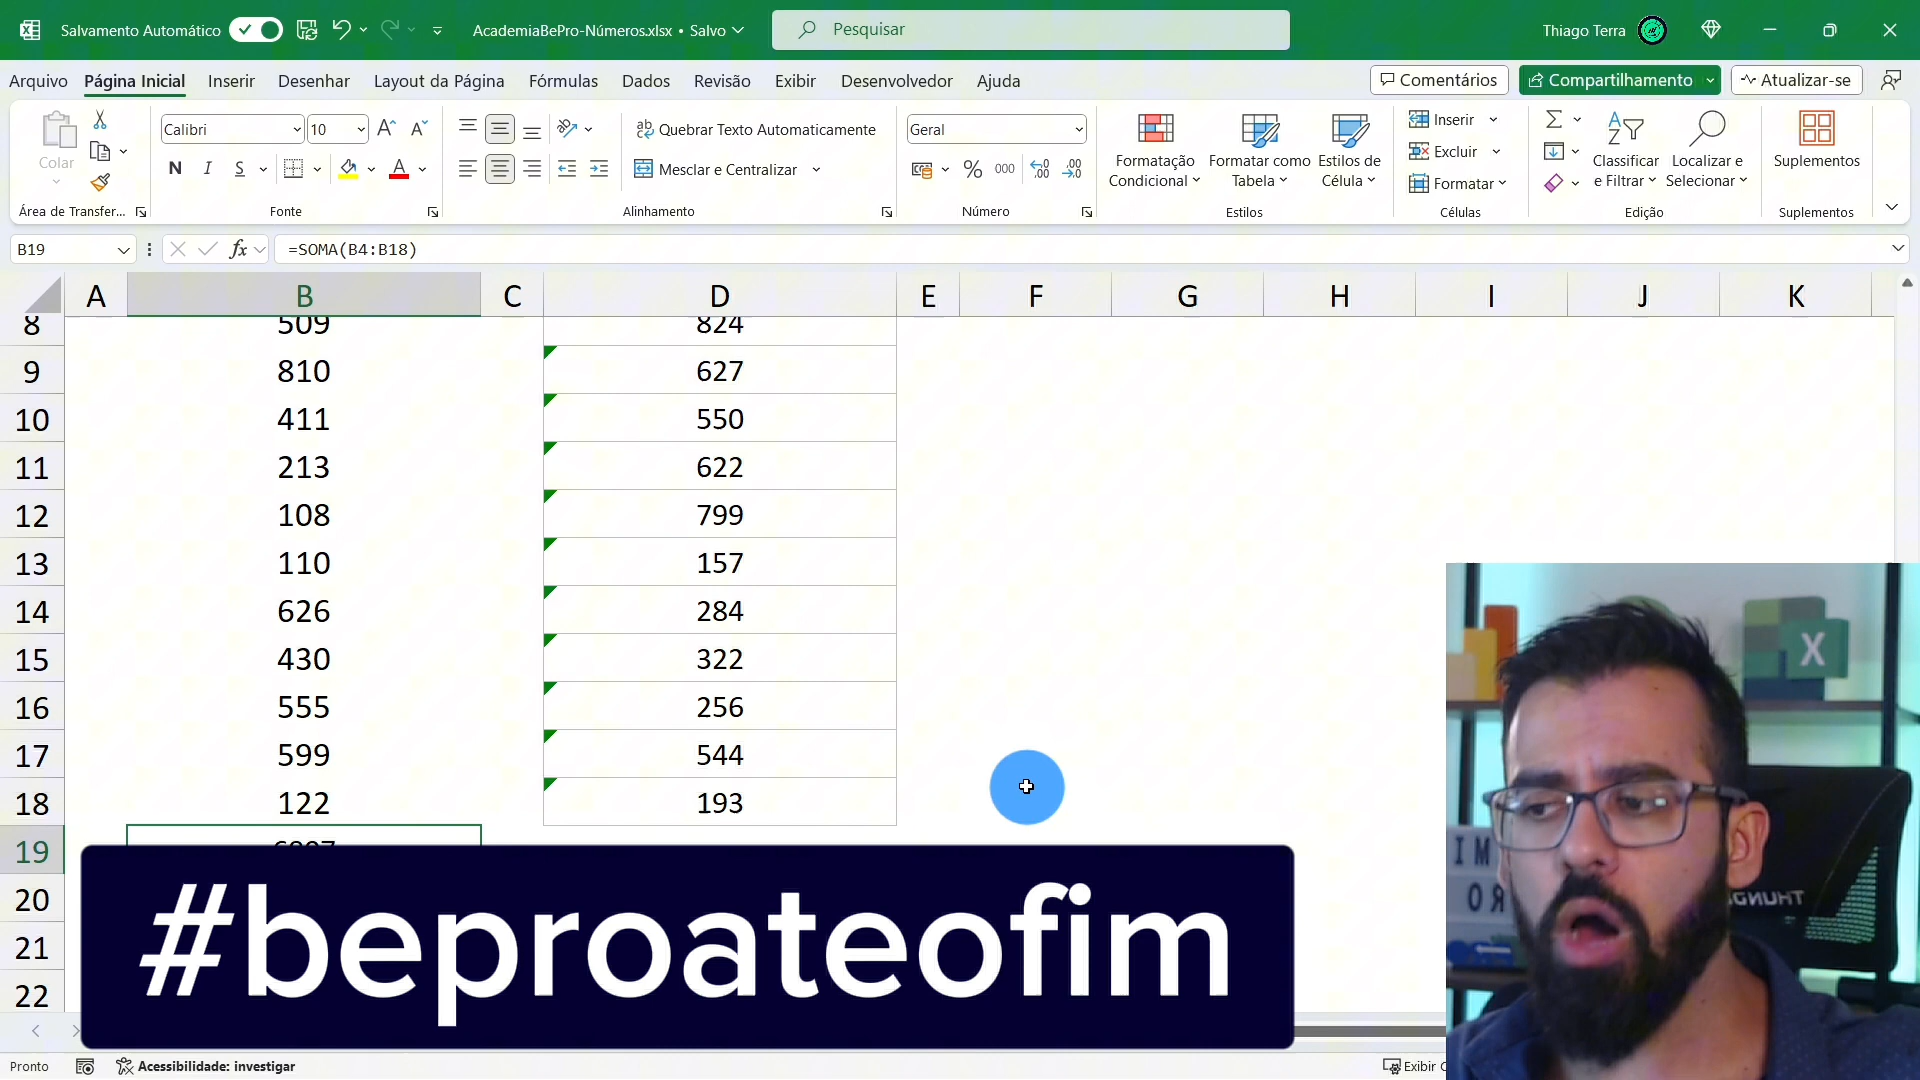 Salvamento Automático
AcademiaBePro-Números.xlsx • Salvo
Pesquisar
Thiago Terra
Arquivo Página Inicial Inserir Desenhar Layout da Página Fórmulas Dados Revisão Exibir Desenvolvedor Ajuda
Comentários
Compartilhamento
Atualizar-se
Colar
Calibri 10
N I S
Quebrar Texto Automaticamente
Mesclar e Centralizar
Geral
% 000
Formatação Condicional
Formatar como Tabela
Estilos de Célula
Inserir
Excluir
Formatar
Classificar e Filtrar
Localizar e Selecionar
Suplementos
Área de Transfer... Fonte Alinhamento Número Estilos Células Edição Suplementos
B19 fx =SOMA(B4:B18)
A B C D E F G H I J K
8 509 824
9 810 627
10 411 550
11 213 622
12 108 799
13 110 157
14 626 284
15 430 322
16 555 256
17 599 544
18 122 193
19
20
21
22
#beproateofim
Pronto
Acessibilidade: investigar
Exibir